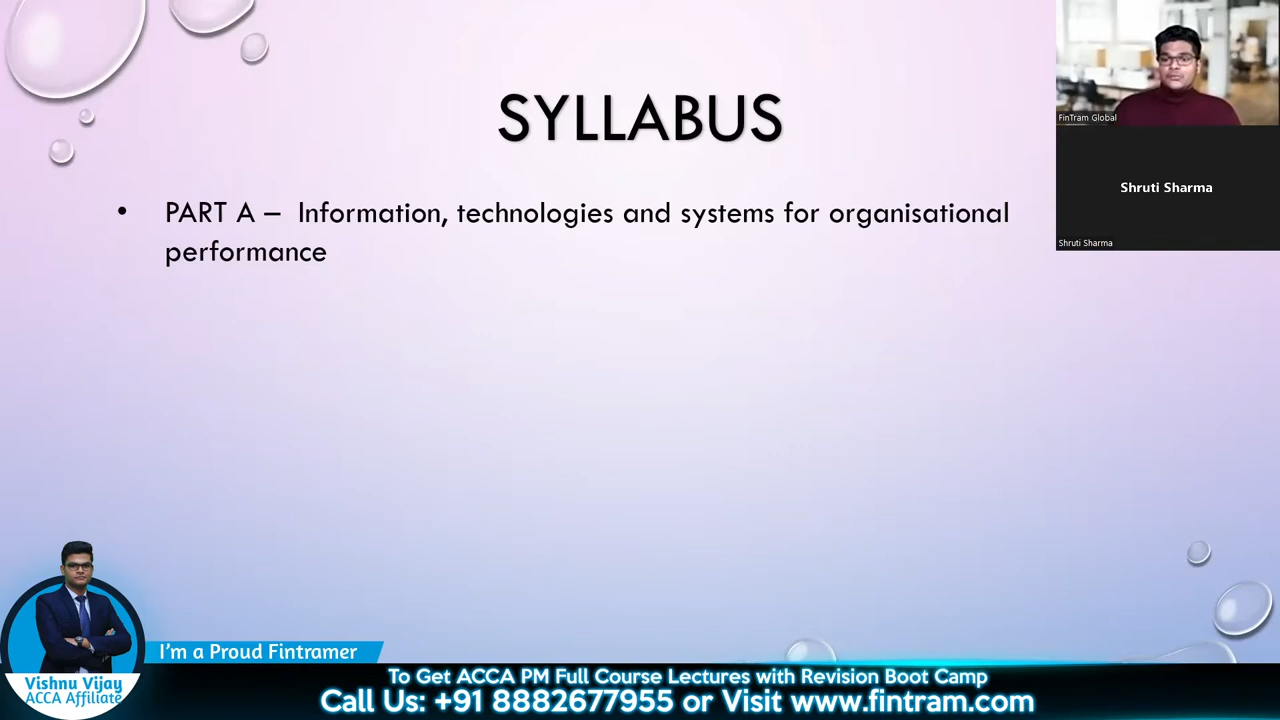 SYLLABUS
• PART A – Information, technologies and systems for organisational
performance
FinTram Global
Shruti Sharma
Shruti Sharma
I'm a Proud Fintramer
Vishnu Vijay
ACCA Affiliate
To Get ACCA PM Full Course Lectures with Revision Boot Camp
Call Us: +91 8882677955 or Visit www.fintram.com